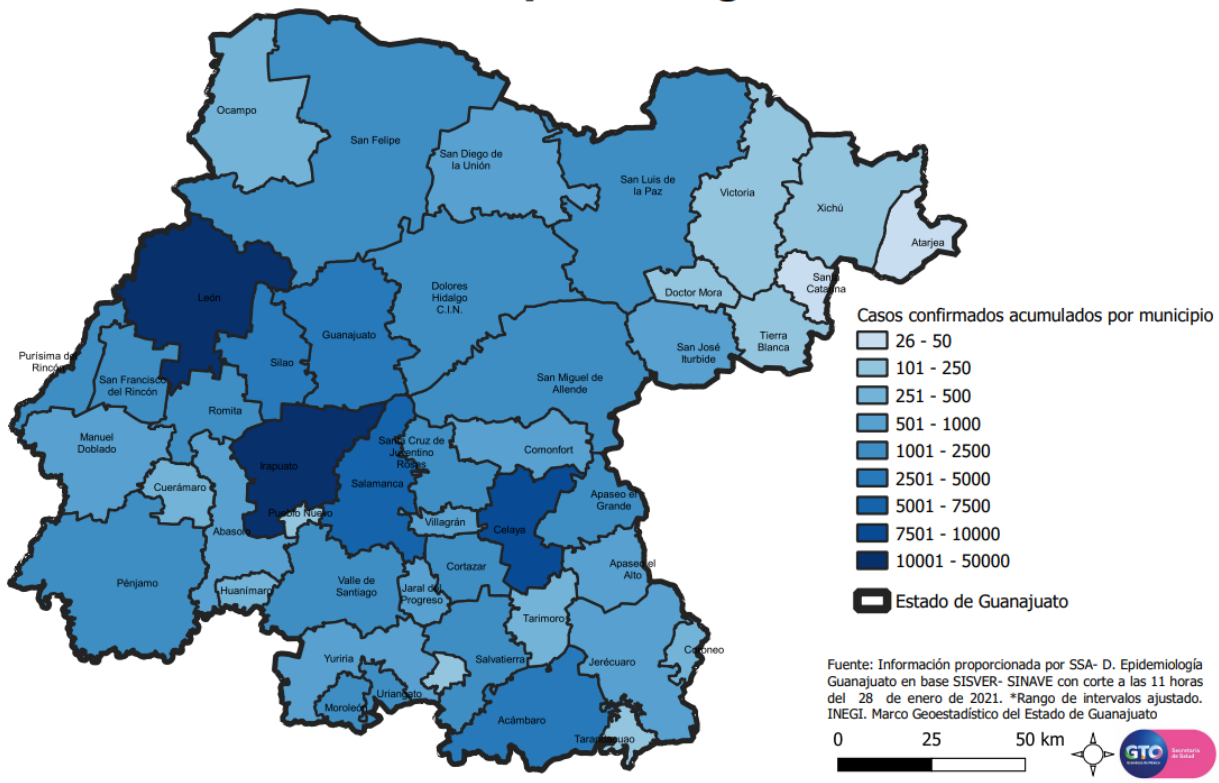 Ocampo
San Felipe
San Diego de
la Unión
San Luis de
la Paz
Victoria
Xichú
Atarjea
León
Dolores
Hidalgo
C.I.N.
Doctor Mora
Santa
Catarina
Tierra
Blanca
Guanajuato
Silao
San José
Iturbide
Purísima del
Rincón
San Francisco
del Rincón
San Miguel de
Allende
Romita
Manuel
Doblado
Santa Cruz de
Juventino
Rosas
Comonfort
Irapuato
Salamanca
Cuerámaro
Apaseo el
Grande
Pueblo Nuevo
Villagrán
Celaya
Abasolo
Cortazar
Apaseo el
Alto
Pénjamo
Huanímaro
Valle de
Santiago
Jaral del
Progreso
Tarimoro
Yuriria
Salvatierra
Jerécuaro
Coroneo
Uriangato
Moroleón
Acámbaro
Tarandacuao
Casos confirmados acumulados por municipio
26 - 50
101 - 250
251 - 500
501 - 1000
1001 - 2500
2501 - 5000
5001 - 7500
7501 - 10000
10001 - 50000
Estado de Guanajuato
Fuente: Información proporcionada por SSA- D. Epidemiología
Guanajuato en base SISVER- SINAVE con corte a las 11 horas
del 28 de enero de 2021. *Rango de intervalos ajustado.
INEGI. Marco Geoestadístico del Estado de Guanajuato
0 25 50 km
GTO
Secretaría
de Salud